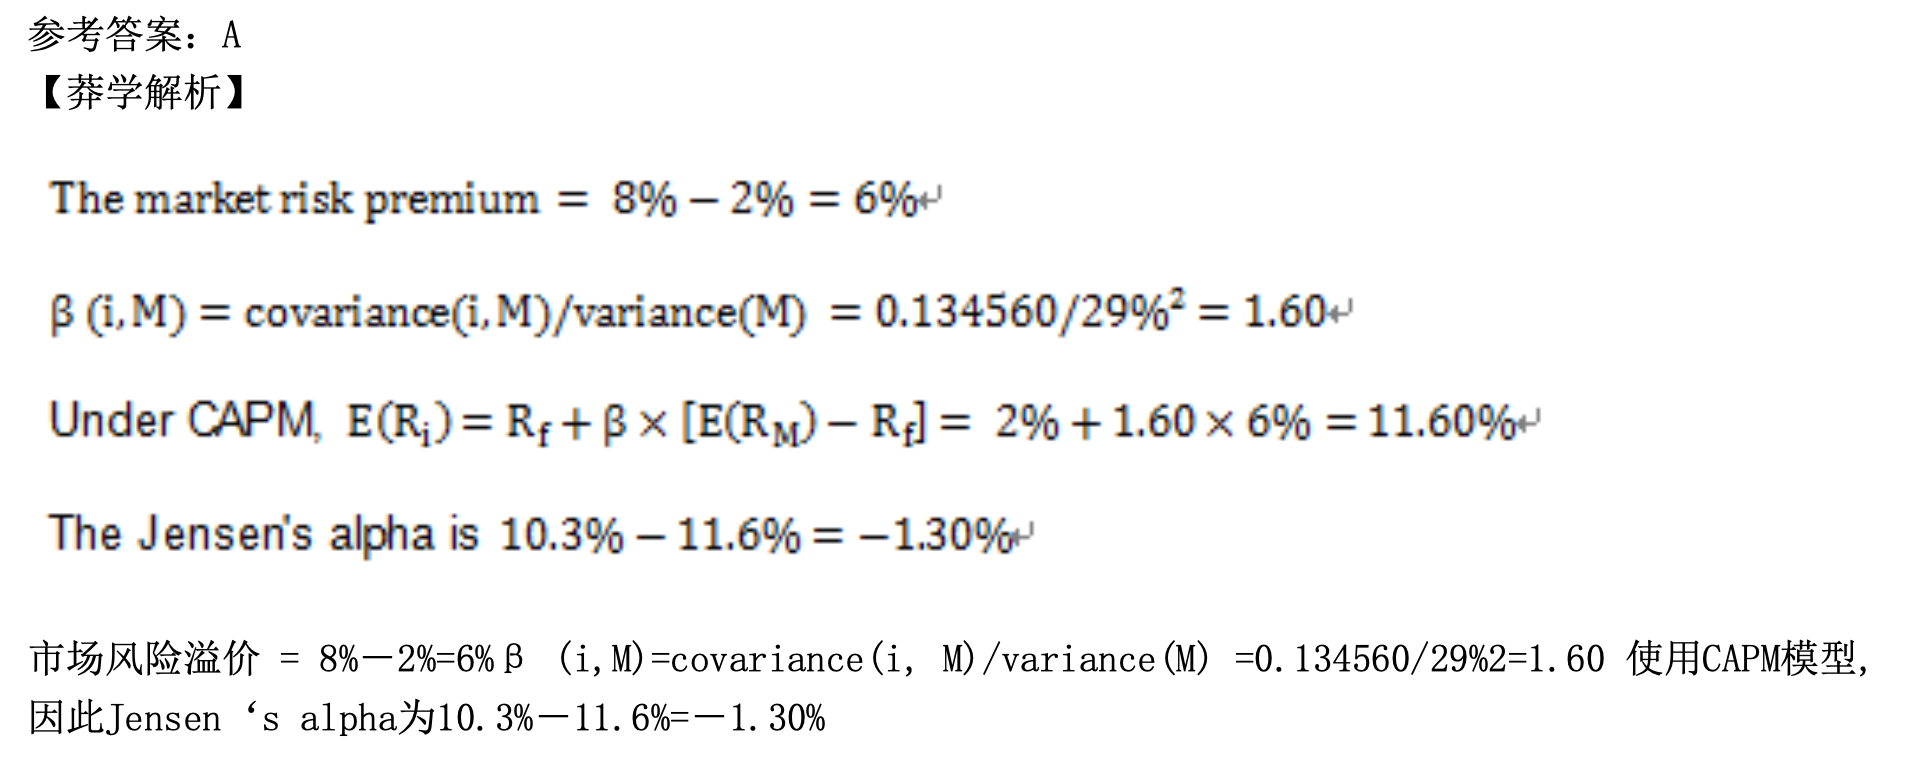 参考答案：A
【莽学解析】
The market risk premium = 8% − 2% = 6%↵
β (i, M) = covariance(i, M)/variance(M) = 0.134560/29%² = 1.60↵
Under CAPM, E(Rᵢ) = R_f + β × [E(R_M) − R_f] = 2% + 1.60 × 6% = 11.60%↵
The Jensen's alpha is 10.3% − 11.6% = −1.30%↵
市场风险溢价 = 8%－2%=6%β (i,M)=covariance(i, M)/variance(M) =0.134560/29%2=1.60 使用CAPM模型,
因此Jensen ‘s alpha为10.3%－11.6%=－1.30%